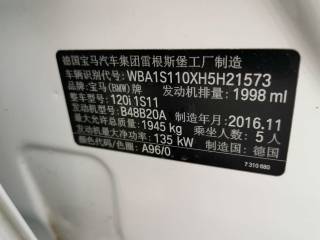 德国宝马汽车集团雷根斯堡工厂制造
车辆识别代号: WBA1S110XH5H21573
品牌: 宝马(BMW)牌 发动机排量: 1998 ml
整车型号: 120i 1S11
发动机型号: B48B20A 制造年月: 2016.11
最大允许总质量: 1945 kg 乘坐人数: 5 人
发动机最大净功率: 135 kW 制造国: 德国
颜色代码/色号: A96/0
7 310 680